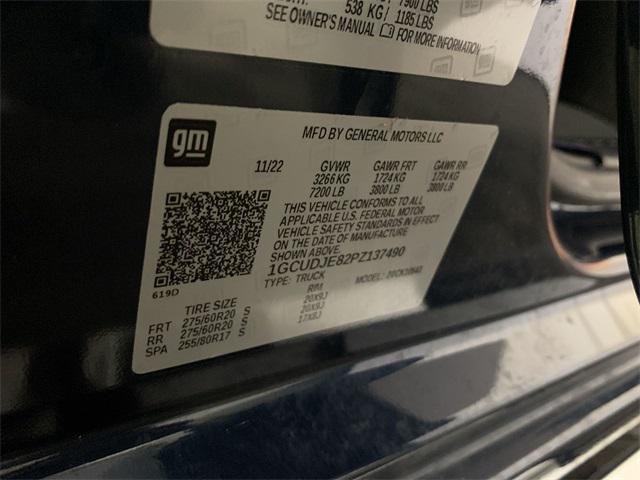 7900 LBS
538 KG / 1185 LBS
SEE OWNER'S MANUAL FOR MORE INFORMATION
gm
MFD BY GENERAL MOTORS LLC
11/22 GVWR GAWR FRT GAWR RR
3266 KG 1724 KG 1724 KG
7200 LB 3800 LB 3800 LB
THIS VEHICLE CONFORMS TO ALL
APPLICABLE U.S. FEDERAL MOTOR
VEHICLE SAFETY STANDARDS IN EFFECT
ON THE DATE OF MANUFACTURE
SHOWN ABOVE.
1GCUDJE82PZ137490
TYPE: TRUCK MODEL:
619D
TIRE SIZE RIM
FRT 275/60R20 S 20X9J
RR 275/60R20 S 20X9J
SPA 255/80R17 S 17X8J